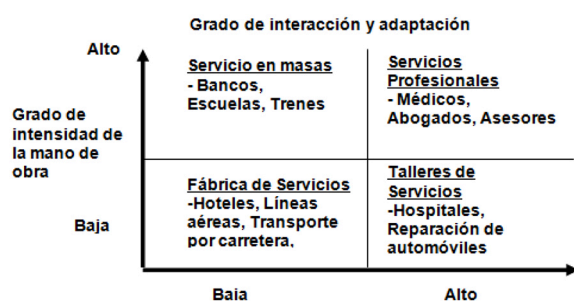 Grado de interacción y adaptación
Alto
Grado de
intensidad de
la mano de
obra
Baja
Servicio en masas
- Bancos,
Escuelas, Trenes
Servicios
Profesionales
- Médicos,
Abogados, Asesores
Fábrica de Servicios
-Hoteles, Líneas
aéreas, Transporte
por carretera,
Talleres de
Servicios
-Hospitales,
Reparación de
automóviles
Baja
Alto